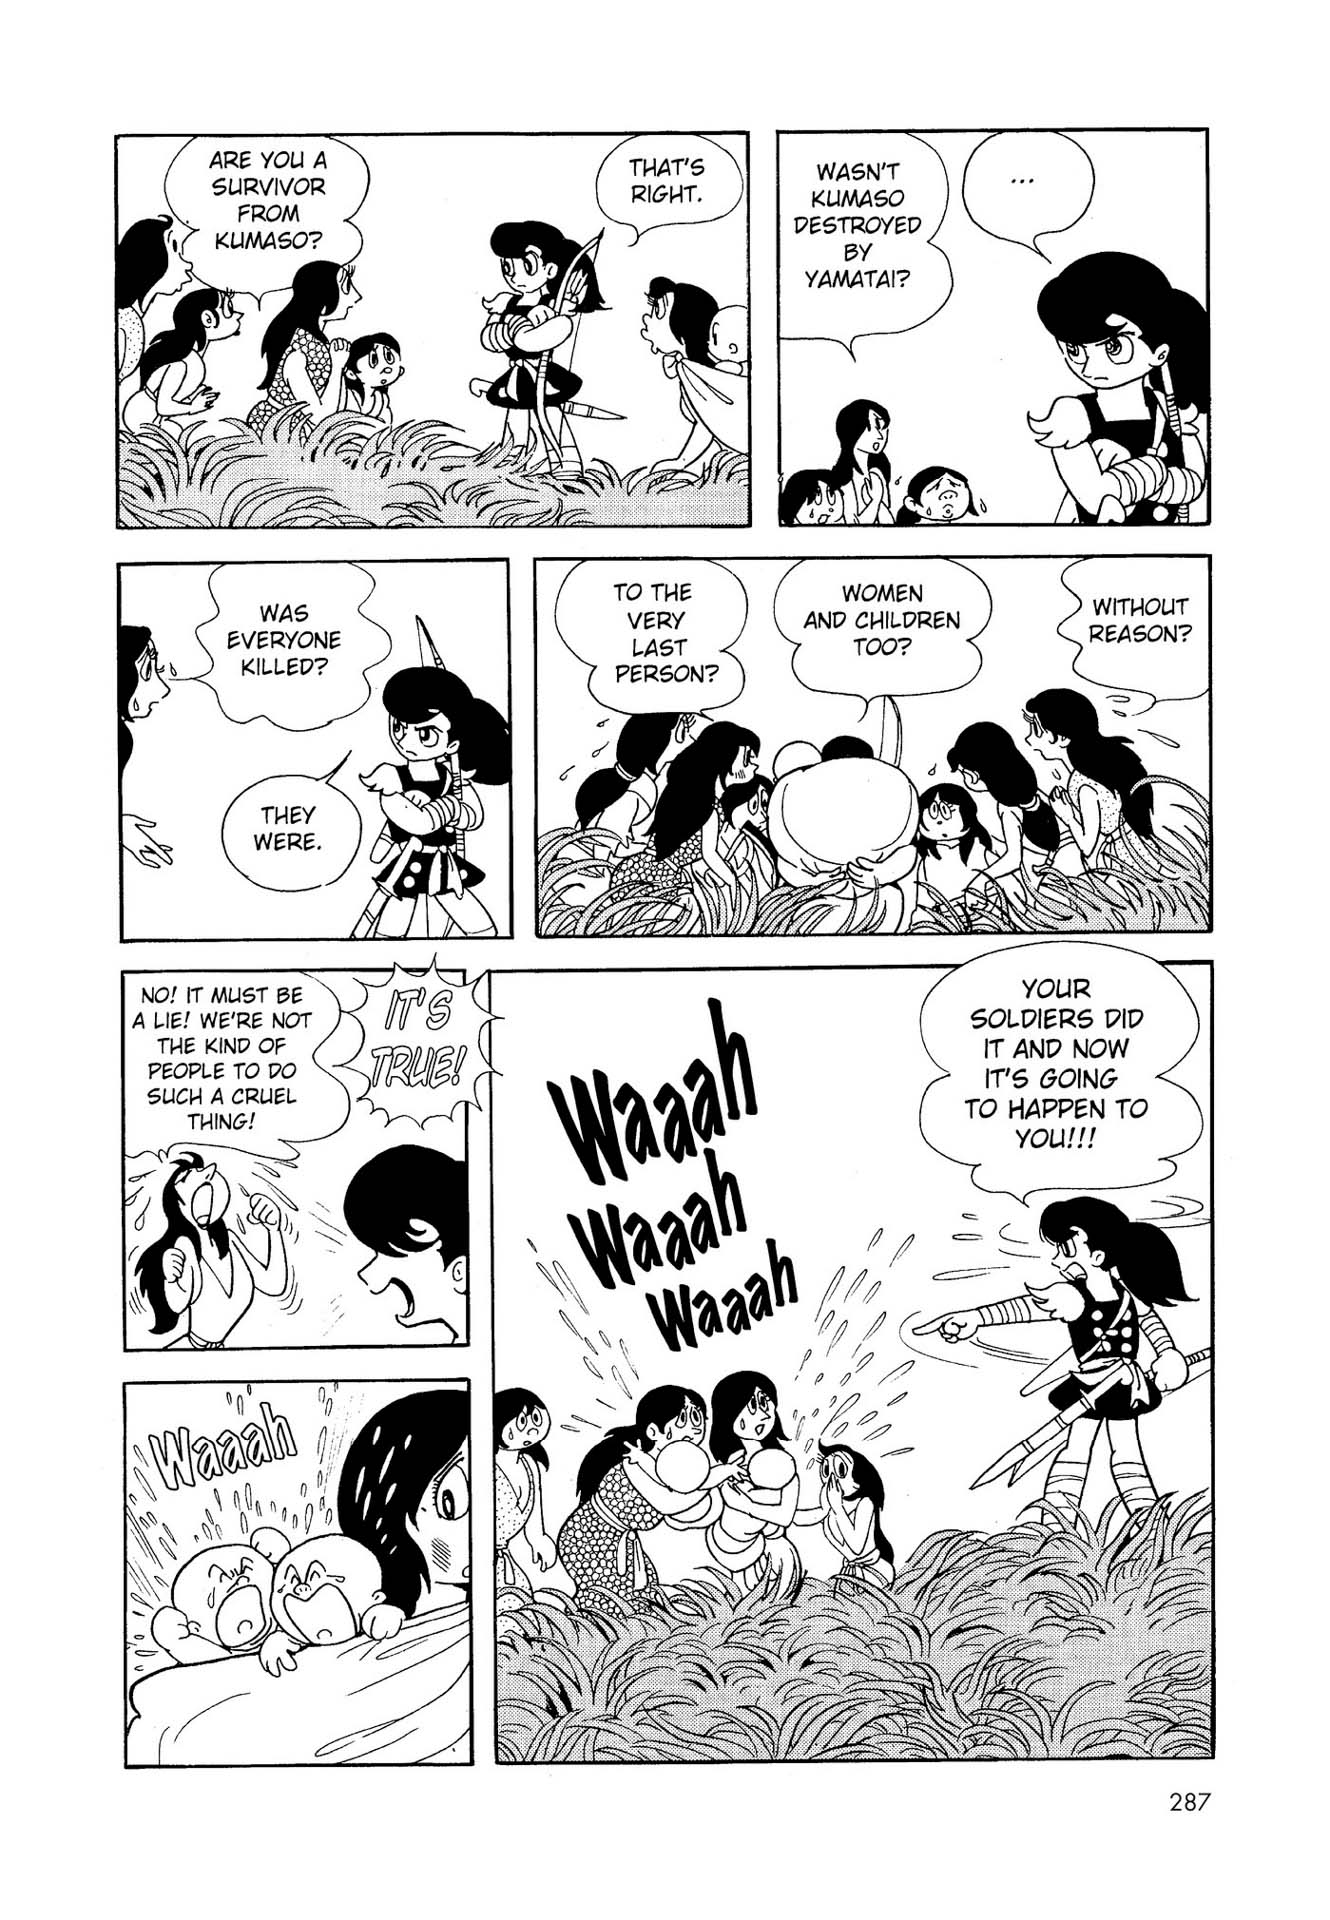 ARE YOU A
SURVIVOR
FROM
KUMASO?
THAT'S
RIGHT.
WASN'T
KUMASO
DESTROYED
BY
YAMATAI?
...
WAS
EVERYONE
KILLED?
THEY
WERE.
TO THE
VERY
LAST
PERSON?
WOMEN
AND CHILDREN
TOO?
WITHOUT
REASON?
NO! IT MUST BE
A LIE! WE'RE NOT
THE KIND OF
PEOPLE TO DO
SUCH A CRUEL
THING!
IT'S
TRUE!
Waaah
Waaah
Waaah
Waaah
YOUR
SOLDIERS DID
IT AND NOW
IT'S GOING
TO HAPPEN TO
YOU!!!
287